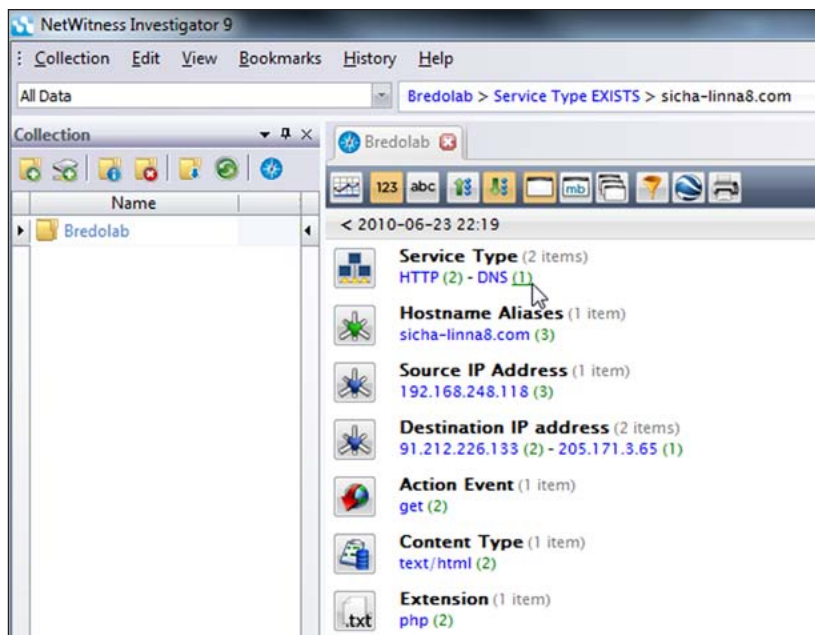 NetWitness Investigator 9
Collection Edit View Bookmarks History Help
All Data
Bredolab > Service Type EXISTS > sicha-linna8.com
Collection
Bredolab
123 abc mb
Name
Bredolab
< 2010-06-23 22:19
Service Type (2 items)
HTTP (2) - DNS (1)
Hostname Aliases (1 item)
sicha-linna8.com (3)
Source IP Address (1 item)
192.168.248.118 (3)
Destination IP address (2 items)
91.212.226.133 (2) - 205.171.3.65 (1)
Action Event (1 item)
get (2)
Content Type (1 item)
text/html (2)
Extension (1 item)
.txt
php (2)